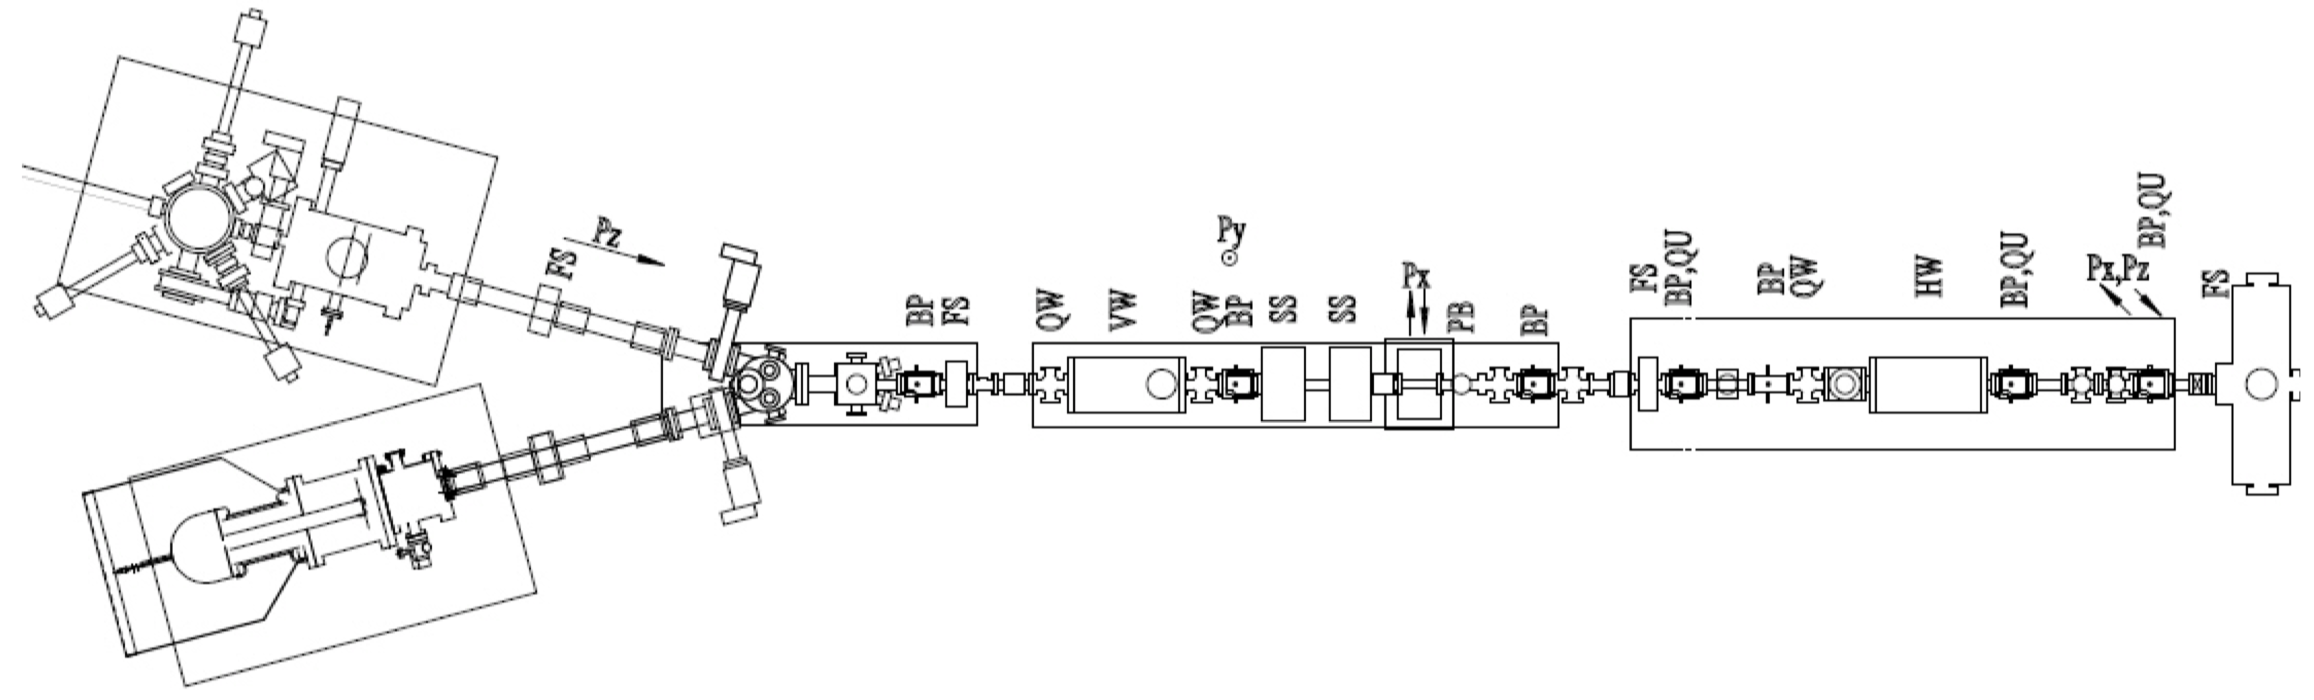 Pz
FS
BP
FS
QW
VW
Py
QW
BP
SS
SS
Px
PB
BP
FS
BP,QU
BP
QW
HW
BP,QU
Px,Pz
BP,QU
FS